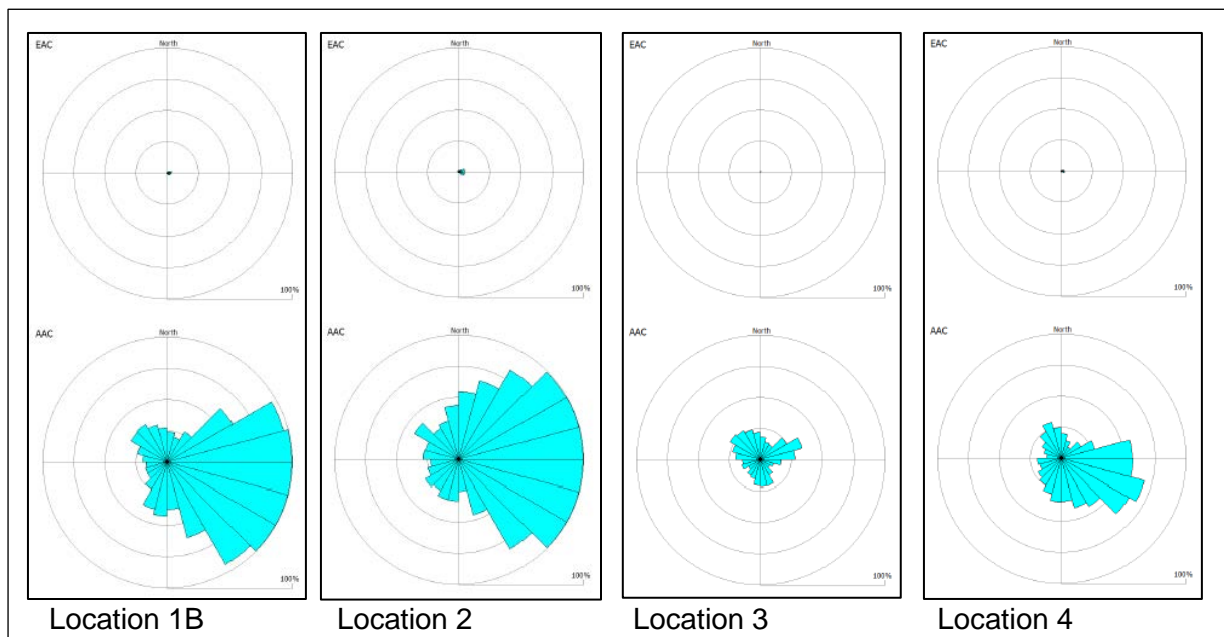 EAC
North
100%
EAC
North
100%
EAC
North
100%
EAC
North
100%
AAC
North
100%
AAC
North
100%
AAC
North
100%
AAC
North
100%
Location 1B
Location 2
Location 3
Location 4